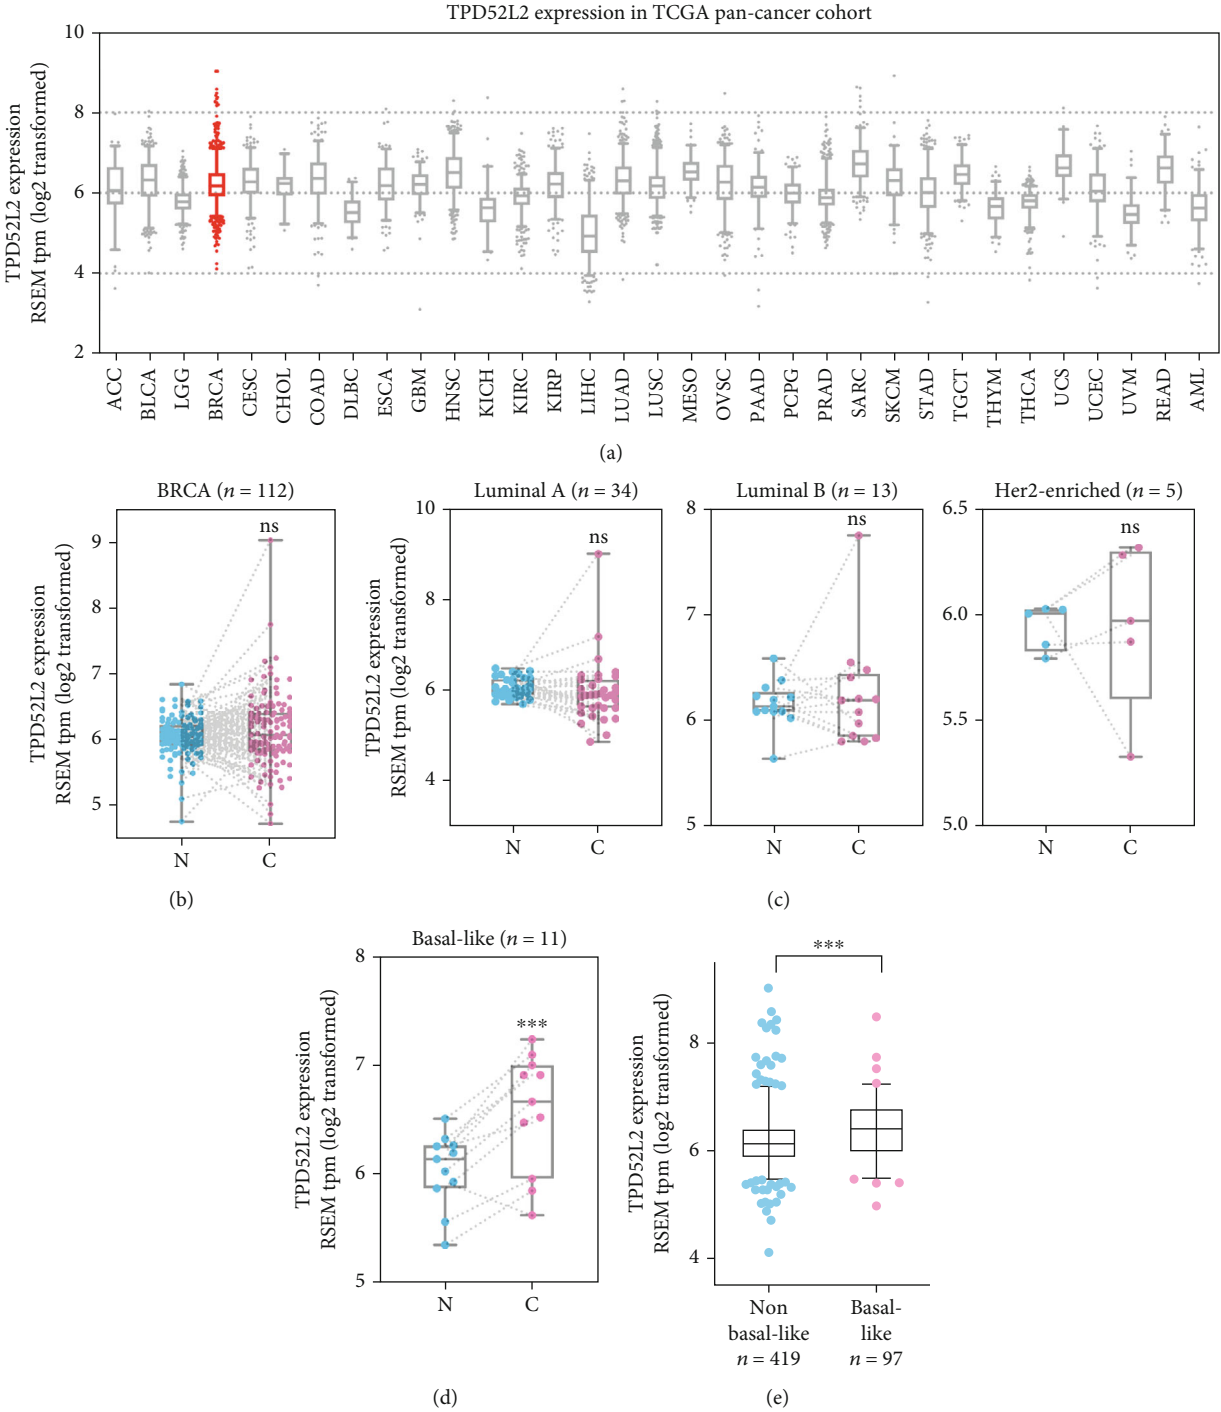 TPD52L2 expression in TCGA pan-cancer cohort
TPD52L2 expression
RSEM tpm (log2 transformed)
10
8
6
4
2
ACC
BLCA
LGG
BRCA
CESC
CHOL
COAD
DLBC
ESCA
GBM
HNSC
KICH
KIRC
KIRP
LIHC
LUAD
LUSC
MESO
OVSC
PAAD
PCPG
PRAD
SARC
SKCM
STAD
TGCT
THYM
THCA
UCS
UCEC
UVM
READ
AML
(a)
BRCA (n = 112)
TPD52L2 expression
RSEM tpm (log2 transformed)
9
8
7
6
5
ns
N
C
(b)
Luminal A (n = 34)
TPD52L2 expression
RSEM tpm (log2 transformed)
10
8
6
4
ns
N
C
Luminal B (n = 13)
8
7
6
5
ns
N
C
Her2-enriched (n = 5)
6.5
6.0
5.5
5.0
ns
N
C
(c)
Basal-like (n = 11)
TPD52L2 expression
RSEM tpm (log2 transformed)
8
7
6
5
***
N
C
(d)
***
TPD52L2 expression
RSEM tpm (log2 transformed)
8
6
4
Non
basal-like
n = 419
Basal-
like
n = 97
(e)